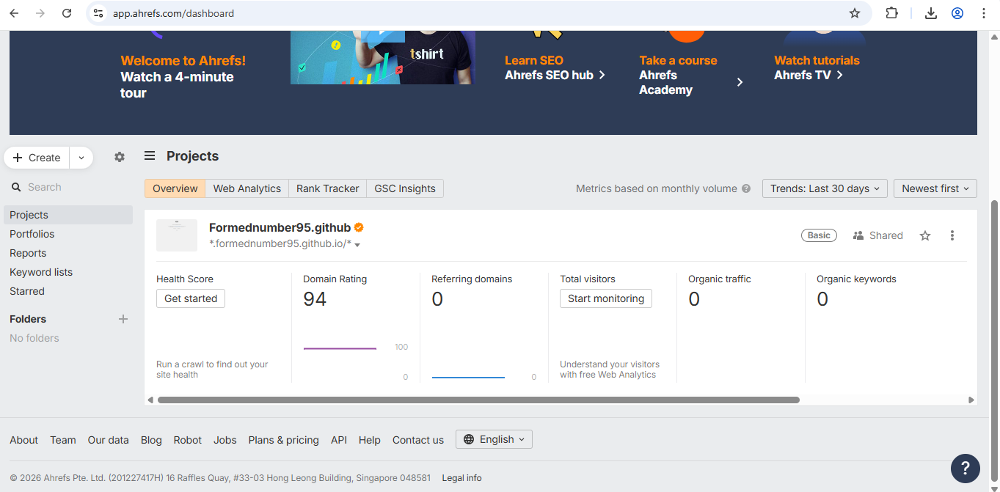 app.ahrefs.com/dashboard
Welcome to Ahrefs!
Watch a 4-minute
tour
tshirt
Learn SEO
Ahrefs SEO hub
Take a course
Ahrefs
Academy
Watch tutorials
Ahrefs TV
Create
Projects
Search
Overview
Web Analytics
Rank Tracker
GSC Insights
Metrics based on monthly volume
?
Trends: Last 30 days
Newest first
Projects
Portfolios
Reports
Keyword lists
Starred
Folders
No folders
Formednumber95.github
*.formednumber95.github.io/*
Basic
Shared
Health Score
Get started
Run a crawl to find out your
site health
Domain Rating
94
100
0
Referring domains
0
0
Total visitors
Start monitoring
Understand your visitors
with free Web Analytics
Organic traffic
0
Organic keywords
0
About Team Our data Blog Robot Jobs Plans & pricing API Help Contact us English
© 2026 Ahrefs Pte. Ltd. (201227417H) 16 Raffles Quay, #33-03 Hong Leong Building, Singapore 048581 Legal info
?